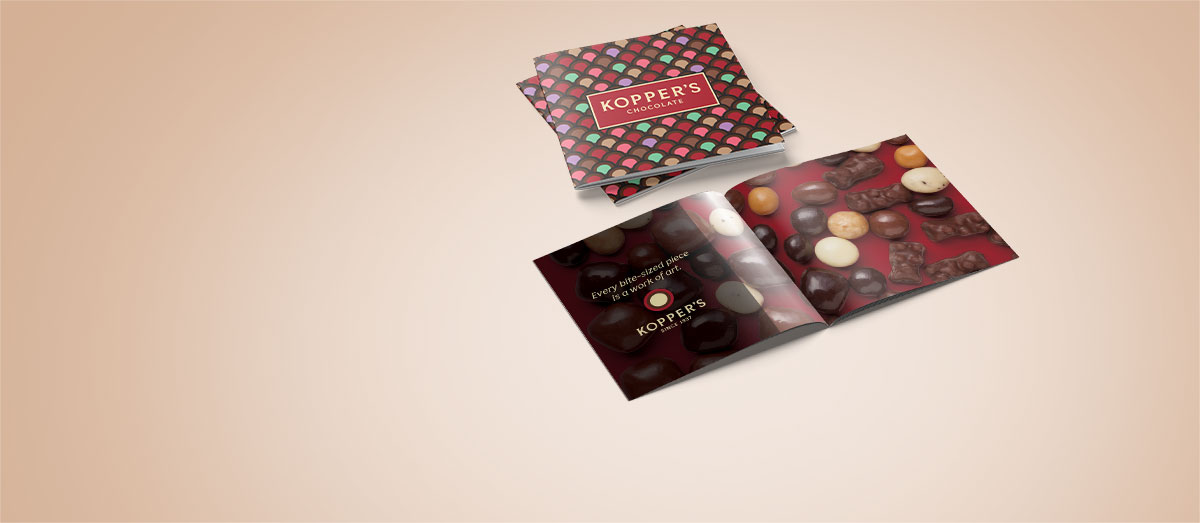 KOPPER'S
CHOCOLATE
Every bite-sized piece
is a work of art.
KOPPER'S
SINCE 1937